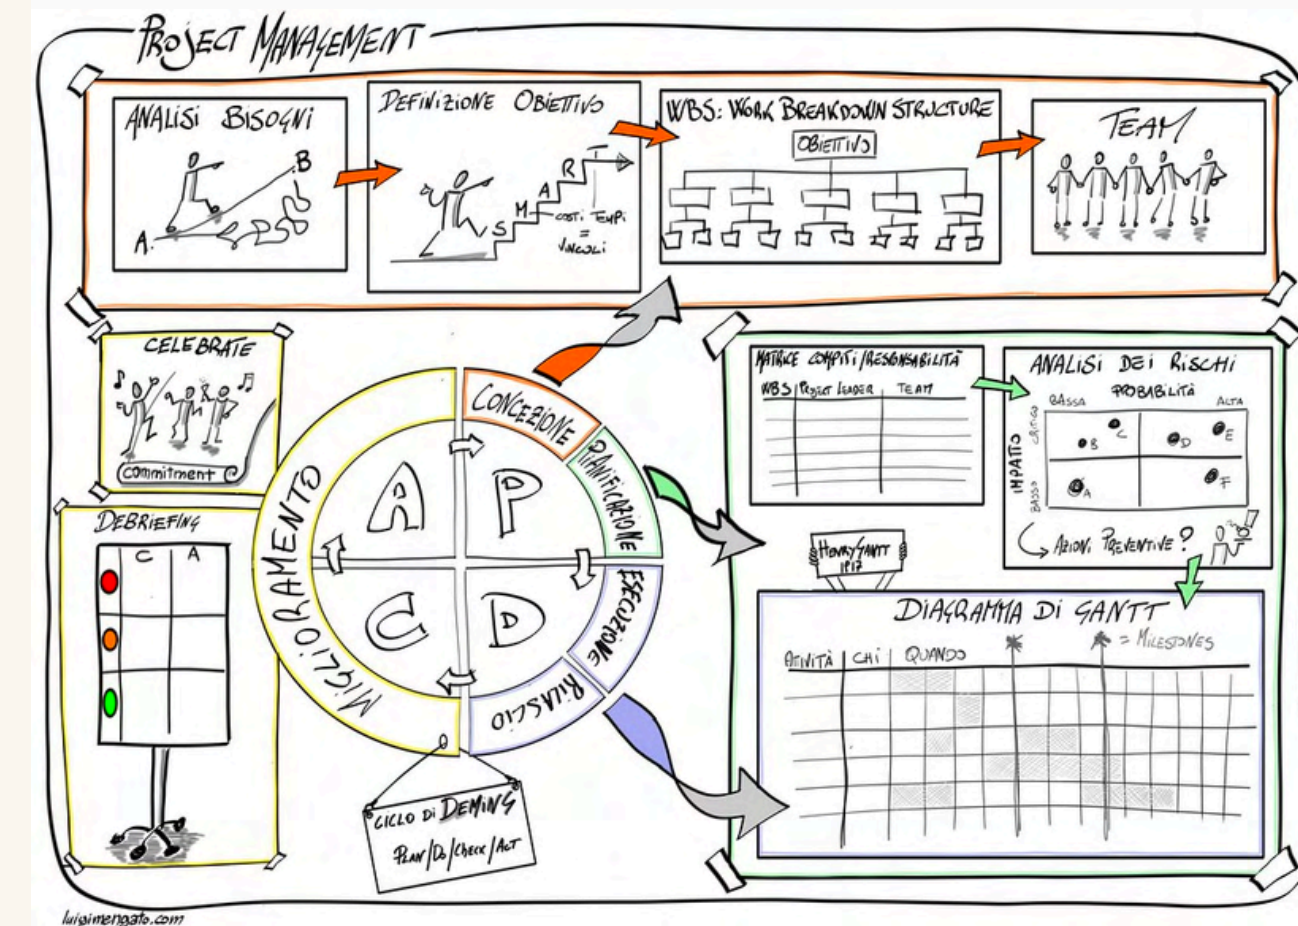 PROJECT MANAGEMENT
ANALISI BISOGNI
A.
.B
DEFINIZIONE OBIETTIVO
S
M
A
R
T
COSTI TEMPI
=
VINCOLI
WBS: WORK BREAKDOWN STRUCTURE
OBIETTIVO
TEAM
CELEBRATE
commitment
DEBRIEFING
C A
CONCEZIONE
PIANIFICAZIONE
ESECUZIONE
RILASCIO
MIGLIORAMENTO
A P
C D
CICLO DI DEMING
PLAN/DO/CHECK/ACT
MATRICE COMPITI/RESPONSABILITÀ
WBS PROJECT LEADER TEAM
ANALISI DEI RISCHI
PROBABILITÀ
BASSA ALTA
IMPATTO
CRITICO
BASSO
B
C
D
E
A
F
AZIONI PREVENTIVE?
HENRY GANTT
1917
DIAGRAMMA DI GANTT
= MILESTONES
ATTIVITÀ CHI QUANDO
luigimengato.com